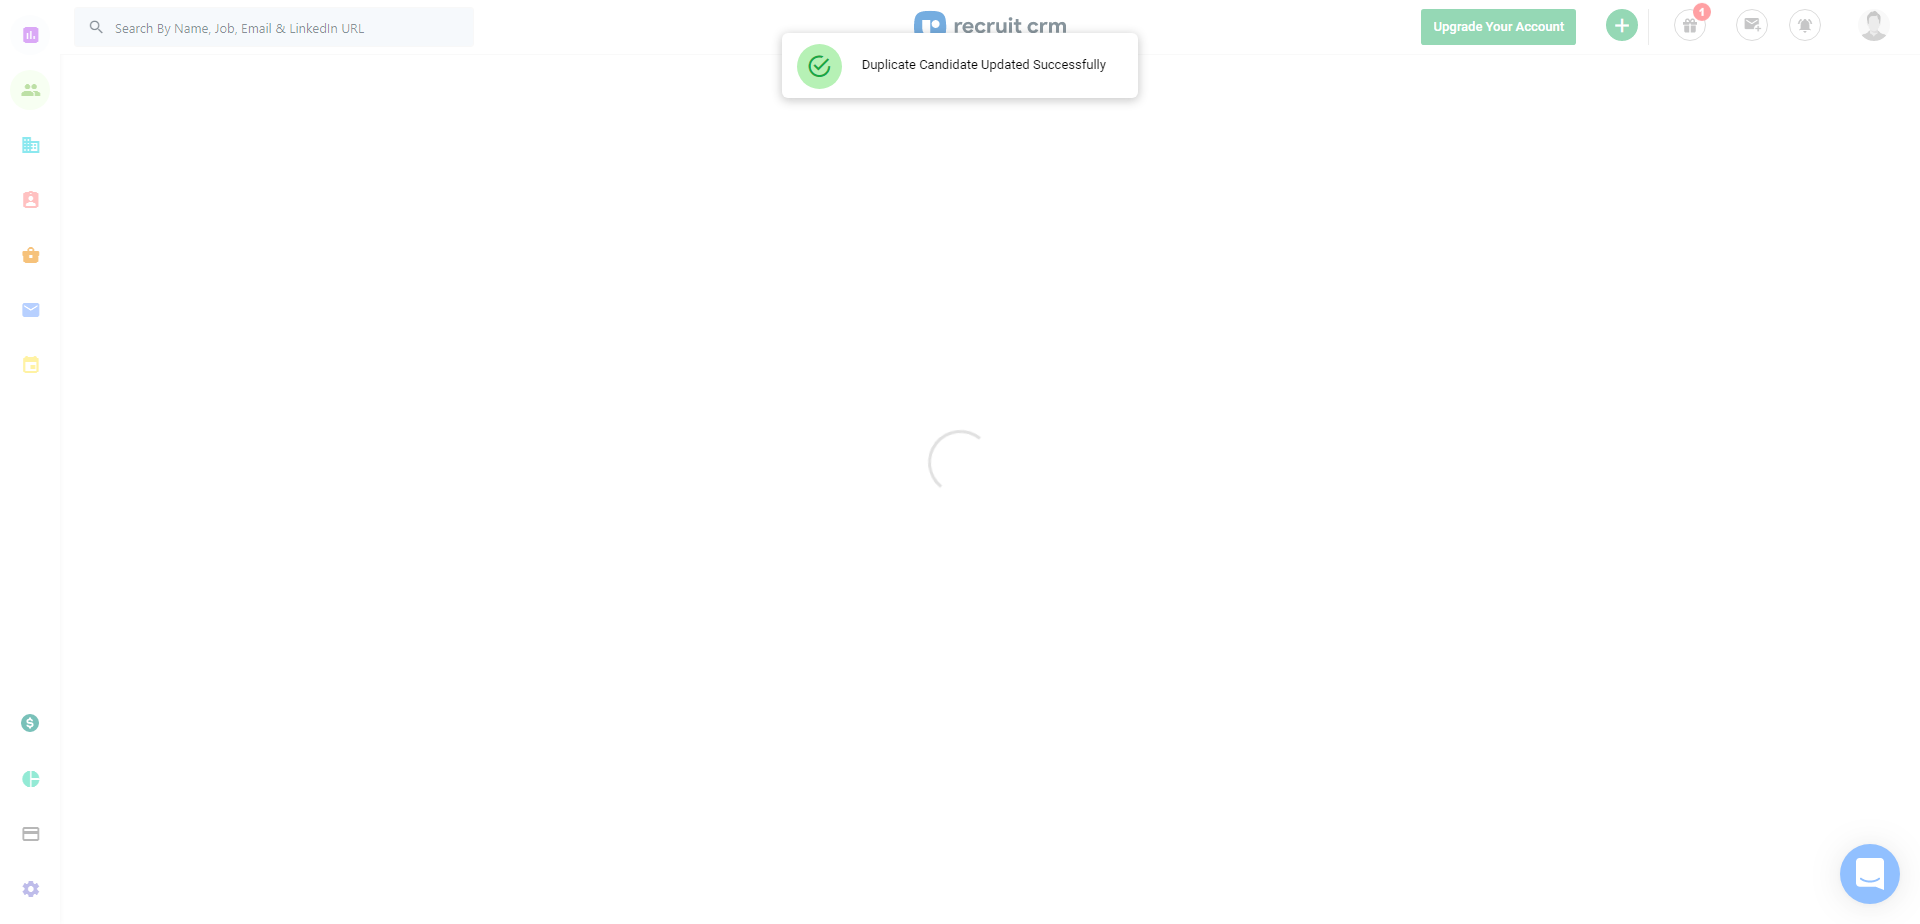 Search By Name, Job, Email & LinkedIn URL
recruit crm
Upgrade Your Account
1
Duplicate Candidate Updated Successfully